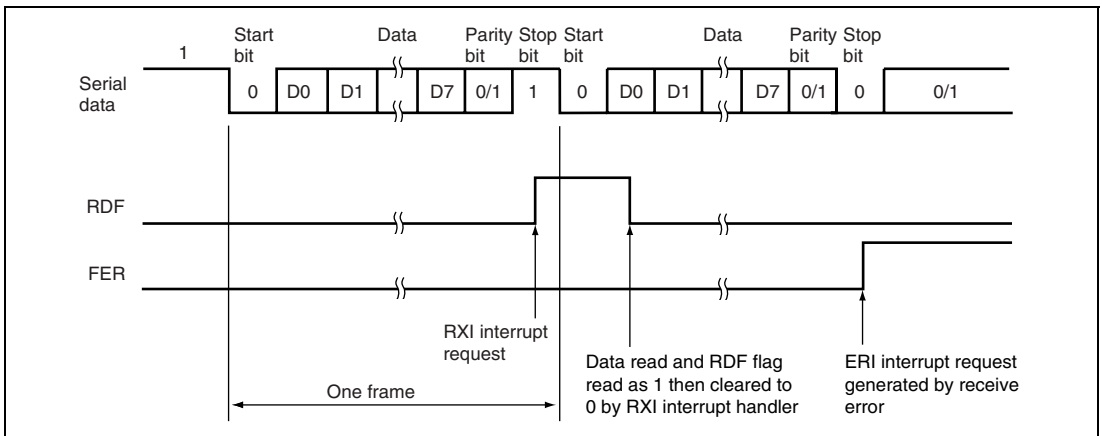 Start bit Data Parity bit Stop bit Start bit Data Parity bit Stop bit
1
Serial data
0 D0 D1 D7 0/1 1 0 D0 D1 D7 0/1 0 0/1
RDF
FER
RXI interrupt
request
Data read and RDF flag
read as 1 then cleared to
0 by RXI interrupt handler
ERI interrupt request
generated by receive
error
One frame